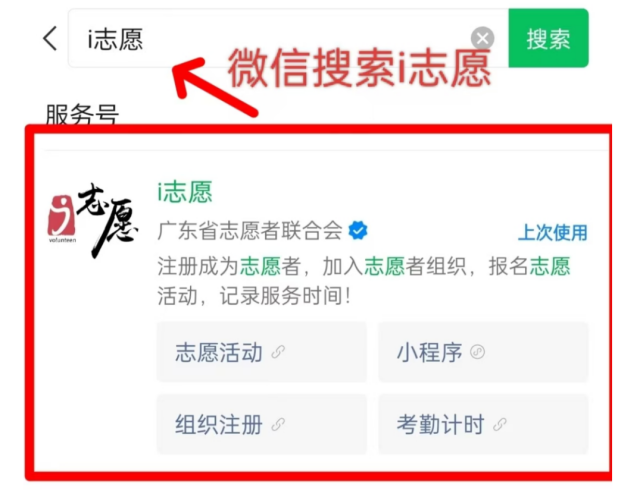 i志愿
搜索
微信搜索i志愿
服务号
志愿
volunteer
i志愿
广东省志愿者联合会
上次使用
注册成为志愿者，加入志愿者组织，报名志愿
活动，记录服务时间！
志愿活动
小程序
组织注册
考勤计时